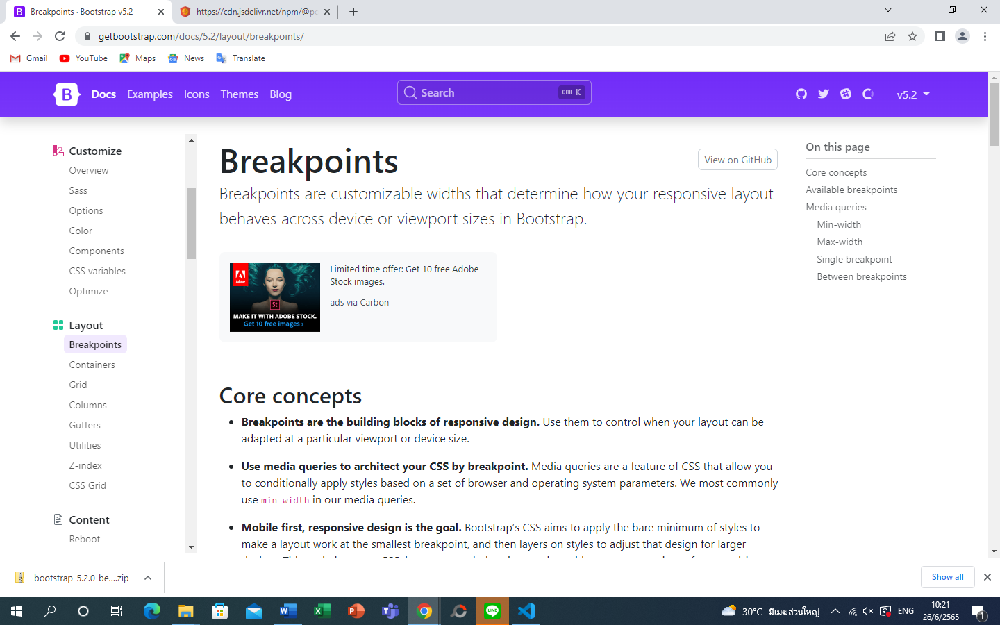 Breakpoints · Bootstrap v5.2
https://cdn.jsdelivr.net/npm/@po
getbootstrap.com/docs/5.2/layout/breakpoints/
Gmail YouTube Maps News Translate
B Docs Examples Icons Themes Blog
Search CTRL K
v5.2
Customize
Overview
Sass
Options
Color
Components
CSS variables
Optimize
Layout
Breakpoints
Containers
Grid
Columns
Gutters
Utilities
Z-index
CSS Grid
Content
Reboot
Breakpoints
View on GitHub
Breakpoints are customizable widths that determine how your responsive layout
behaves across device or viewport sizes in Bootstrap.
Adobe
St
MAKE IT WITH ADOBE STOCK.
Get 10 free images ›
Limited time offer: Get 10 free Adobe
Stock images.
ads via Carbon
Core concepts
• Breakpoints are the building blocks of responsive design. Use them to control when your layout can be
adapted at a particular viewport or device size.
• Use media queries to architect your CSS by breakpoint. Media queries are a feature of CSS that allow you
to conditionally apply styles based on a set of browser and operating system parameters. We most commonly
use min-width in our media queries.
• Mobile first, responsive design is the goal. Bootstrap's CSS aims to apply the bare minimum of styles to
make a layout work at the smallest breakpoint, and then layers on styles to adjust that design for larger
On this page
Core concepts
Available breakpoints
Media queries
Min-width
Max-width
Single breakpoint
Between breakpoints
bootstrap-5.2.0-be....zip
Show all
30°C มีเมฆส่วนใหญ่
ENG
10:21
26/6/2565
1